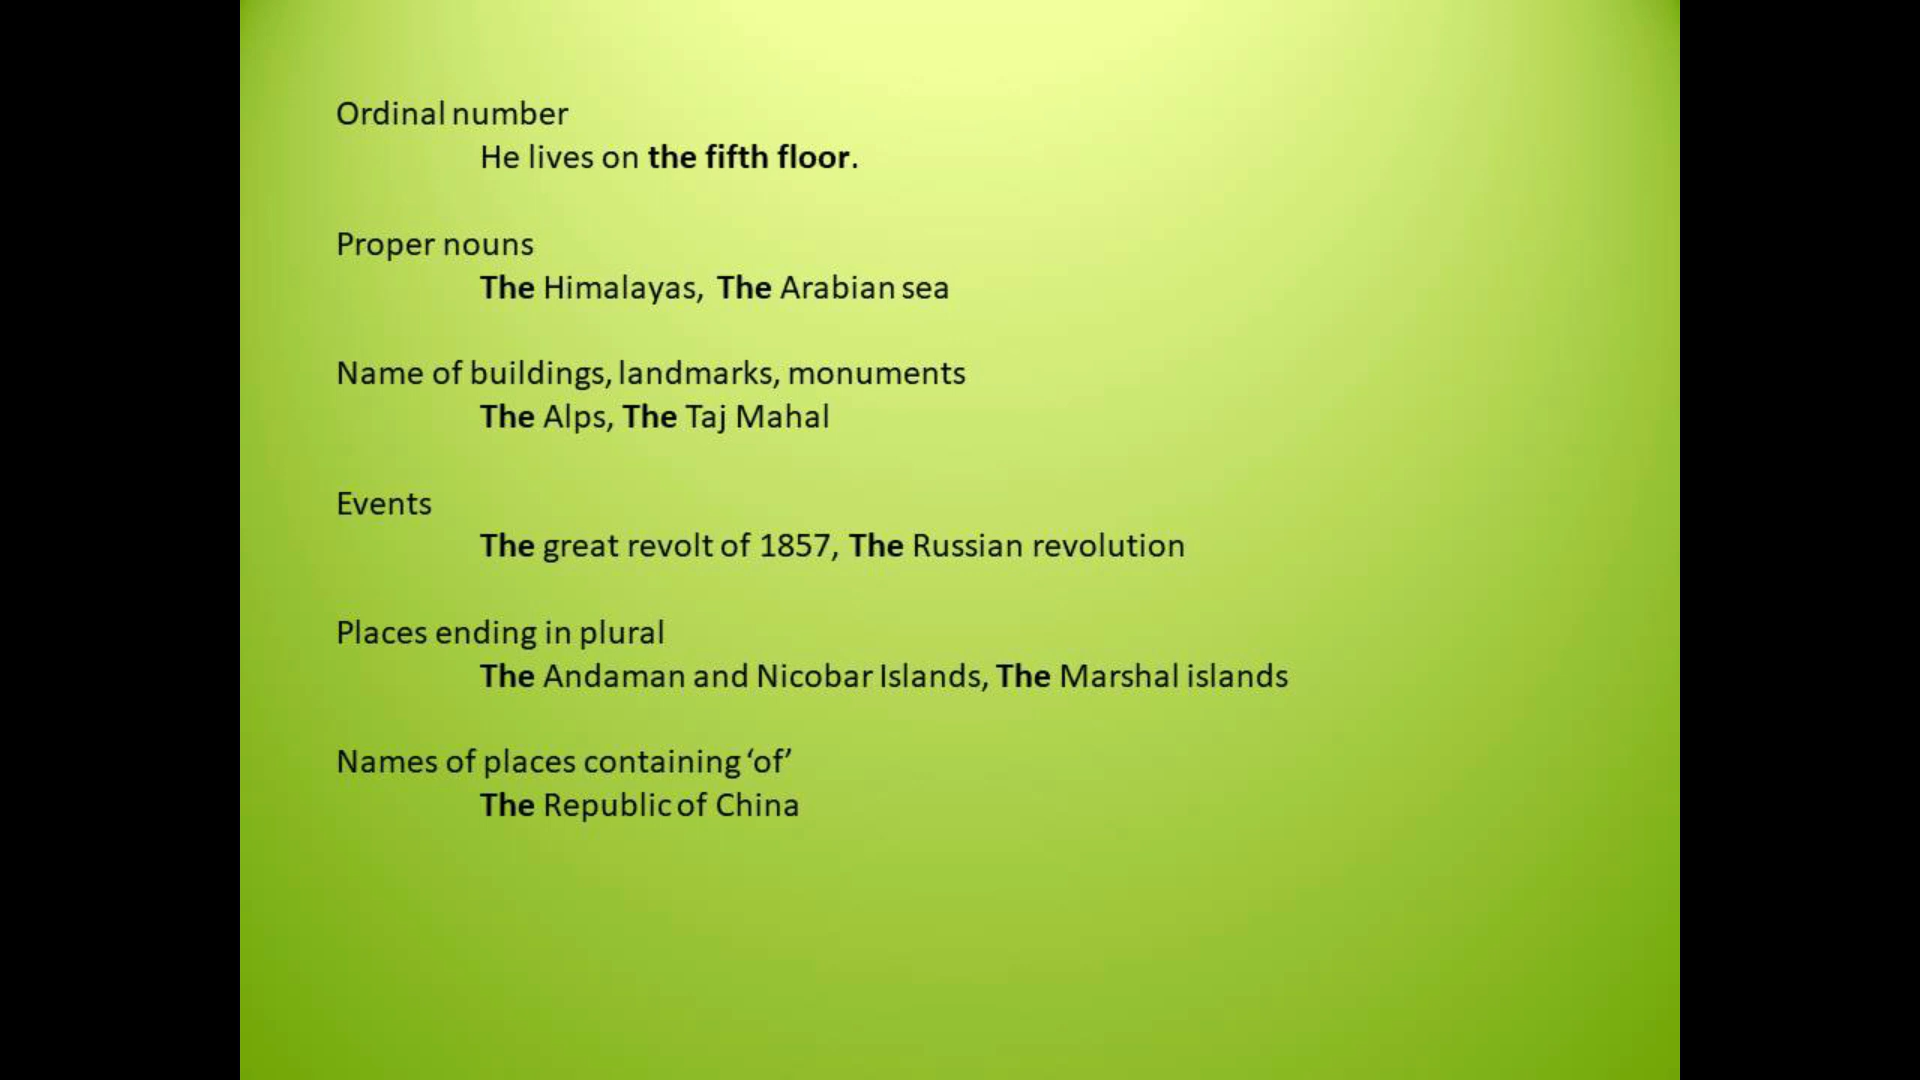 Ordinal number
He lives on the fifth floor.
Proper nouns
The Himalayas, The Arabian sea
Name of buildings, landmarks, monuments
The Alps, The Taj Mahal
Events
The great revolt of 1857, The Russian revolution
Places ending in plural
The Andaman and Nicobar Islands, The Marshal islands
Names of places containing ‘of’
The Republic of China